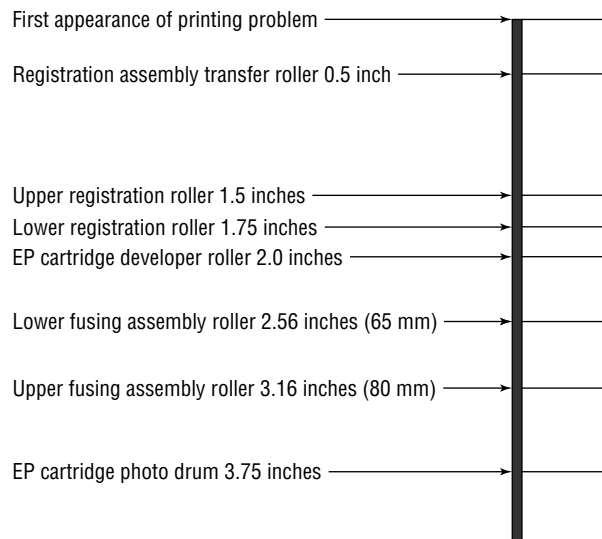 First appearance of printing problem
Registration assembly transfer roller 0.5 inch
Upper registration roller 1.5 inches
Lower registration roller 1.75 inches
EP cartridge developer roller 2.0 inches
Lower fusing assembly roller 2.56 inches (65 mm)
Upper fusing assembly roller 3.16 inches (80 mm)
EP cartridge photo drum 3.75 inches